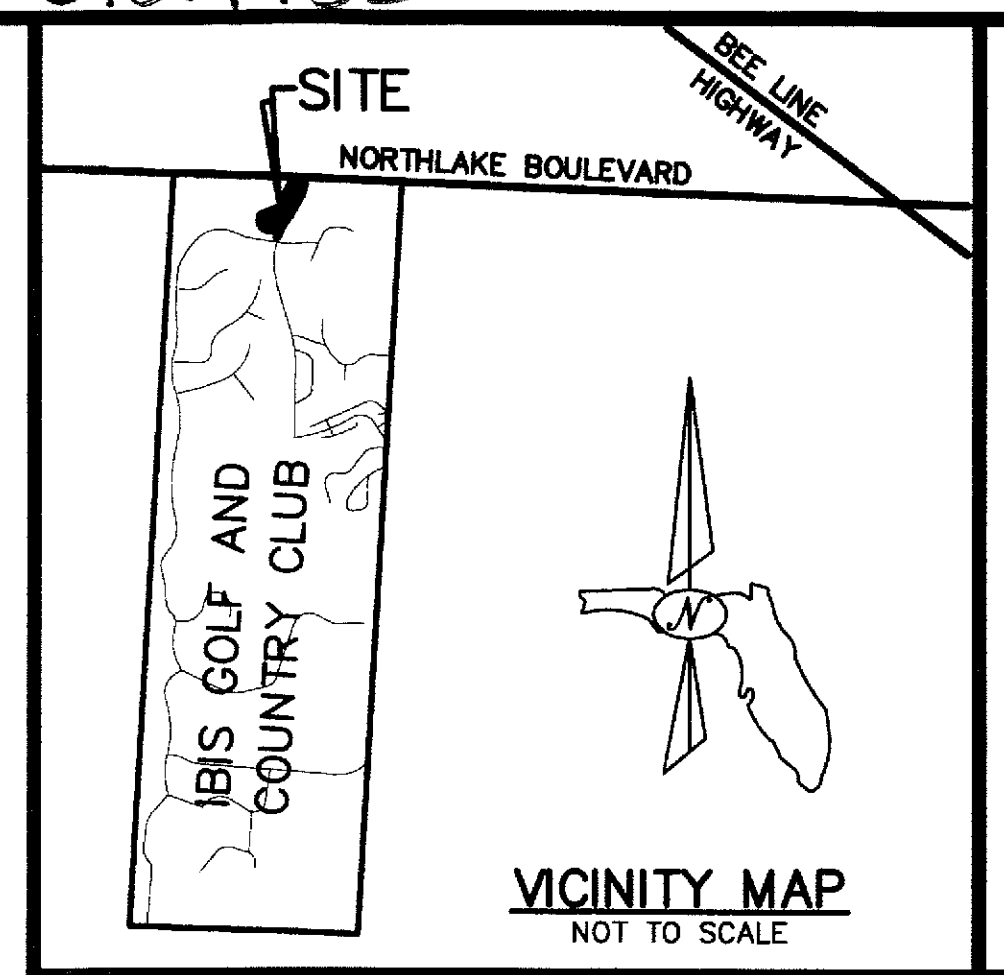 SITE
BEE LINE
HIGHWAY
NORTHLAKE BOULEVARD
IBIS GOLF AND
COUNTRY CLUB
N
VICINITY MAP
NOT TO SCALE